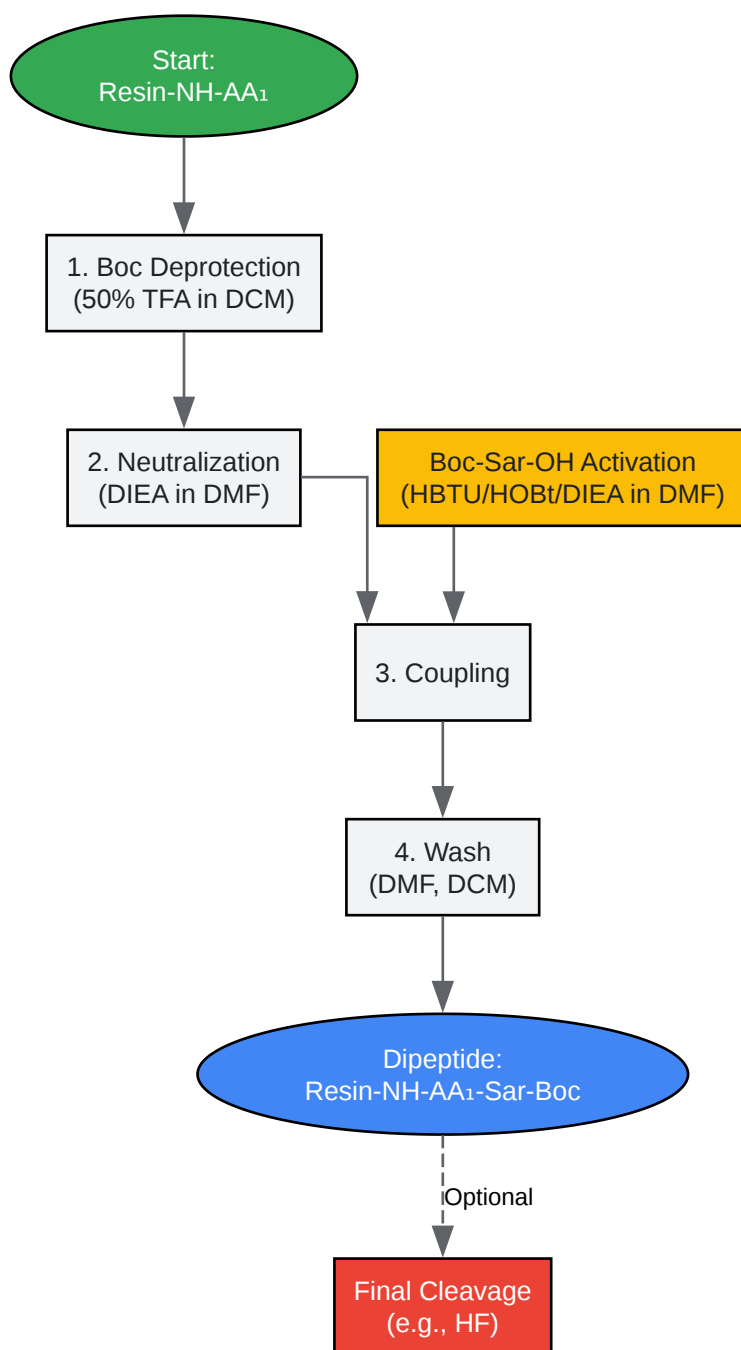 Start:
Resin-NH-AA₁
1. Boc Deprotection
(50% TFA in DCM)
2. Neutralization
(DIEA in DMF)
Boc-Sar-OH Activation
(HBTU/HOBt/DIEA in DMF)
3. Coupling
4. Wash
(DMF, DCM)
Dipeptide:
Resin-NH-AA₁-Sar-Boc
Optional
Final Cleavage
(e.g., HF)